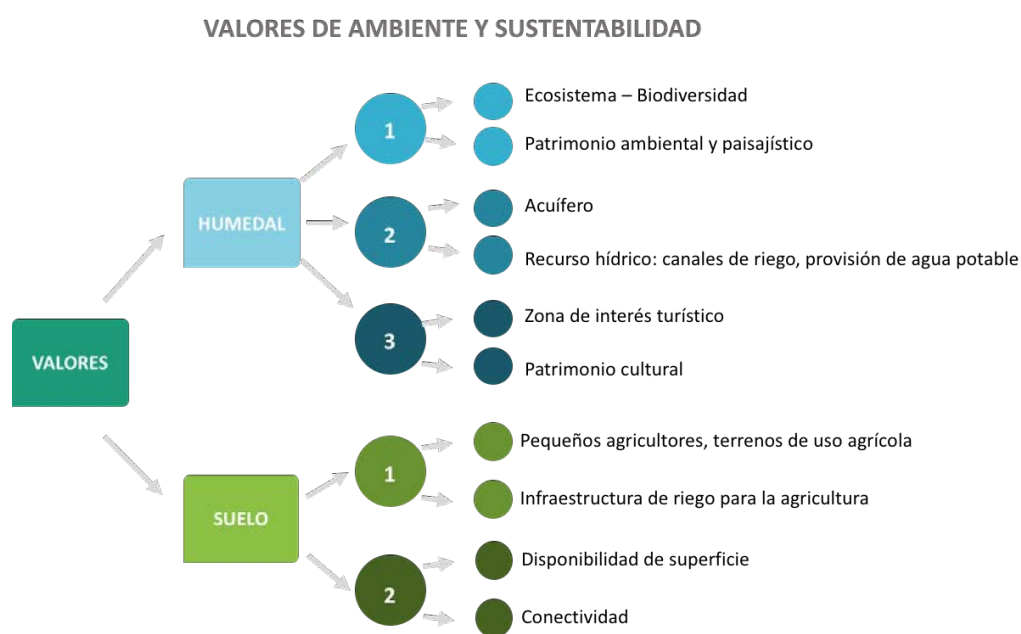 VALORES DE AMBIENTE Y SUSTENTABILIDAD
VALORES
HUMEDAL
1
Ecosistema – Biodiversidad
Patrimonio ambiental y paisajístico
2
Acuífero
Recurso hídrico: canales de riego, provisión de agua potable
3
Zona de interés turístico
Patrimonio cultural
SUELO
1
Pequeños agricultores, terrenos de uso agrícola
Infraestructura de riego para la agricultura
2
Disponibilidad de superficie
Conectividad